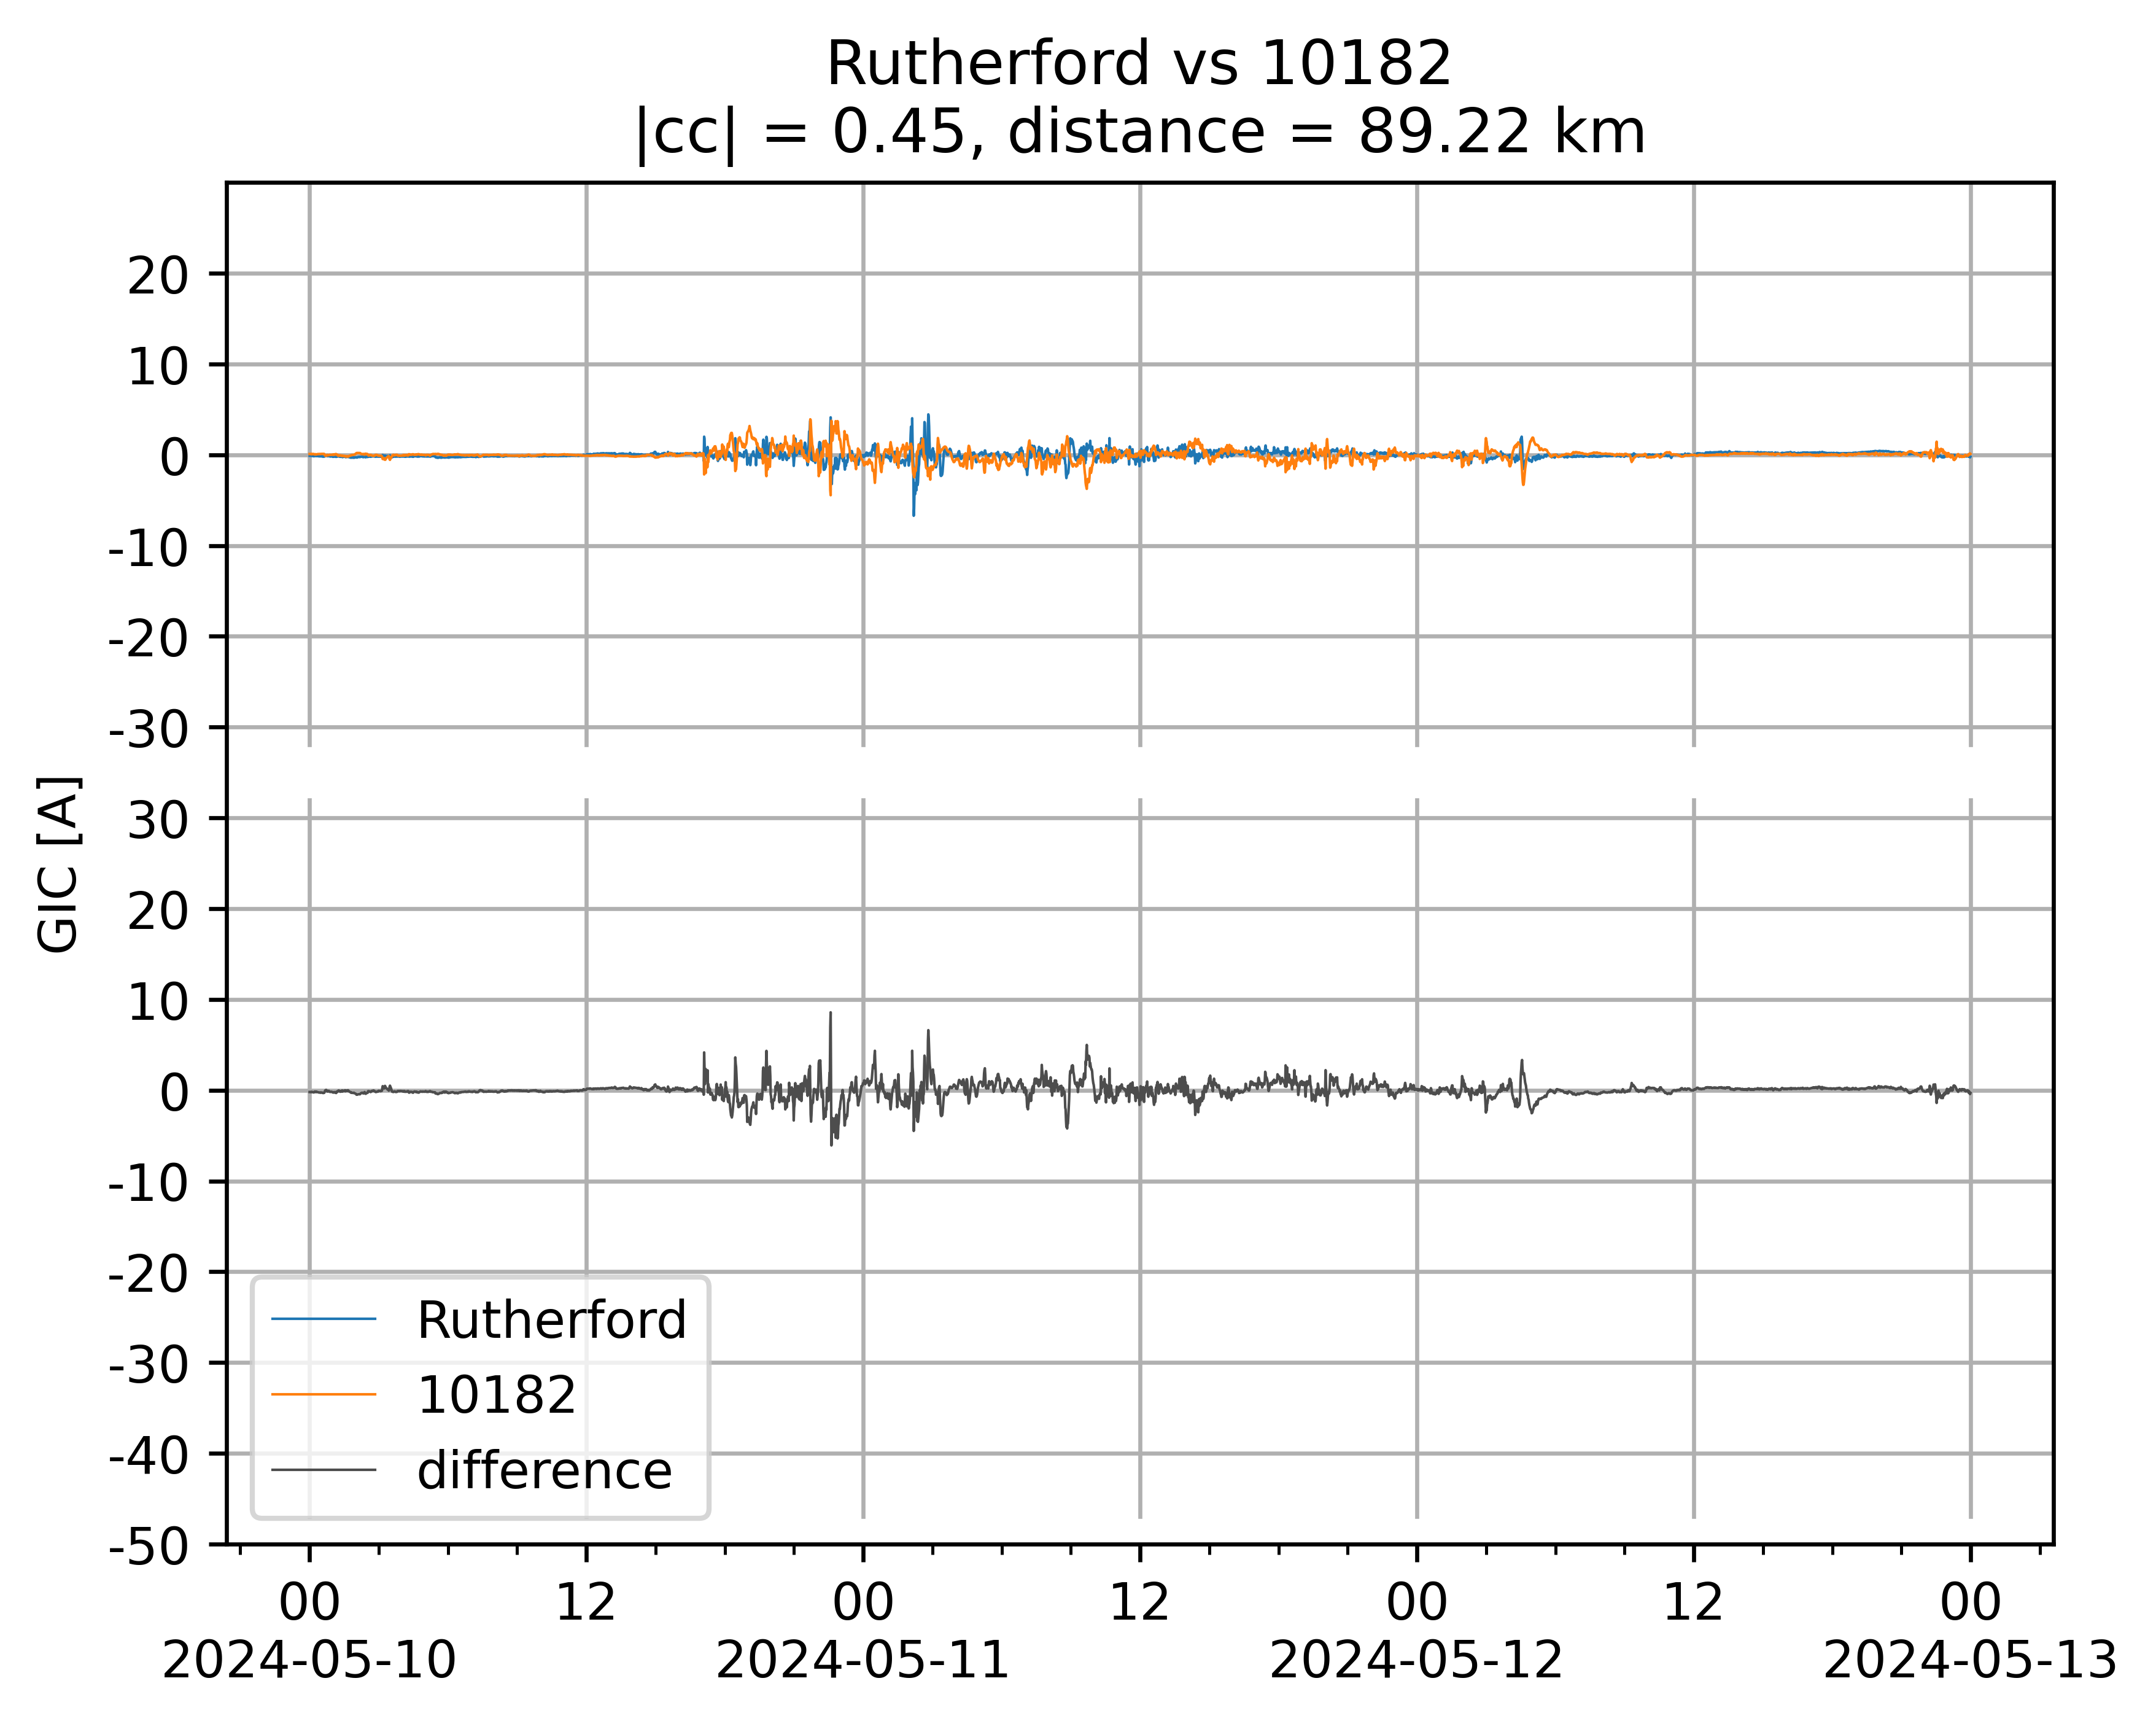 Rutherford vs 10182
|cc| = 0.45, distance = 89.22 km
GIC [A]
20
10
0
-10
-20
-30
30
20
10
0
-10
-20
-30
-40
-50
Rutherford
10182
difference
00 12 00 12 00 12 00
2024-05-10 2024-05-11 2024-05-12 2024-05-13